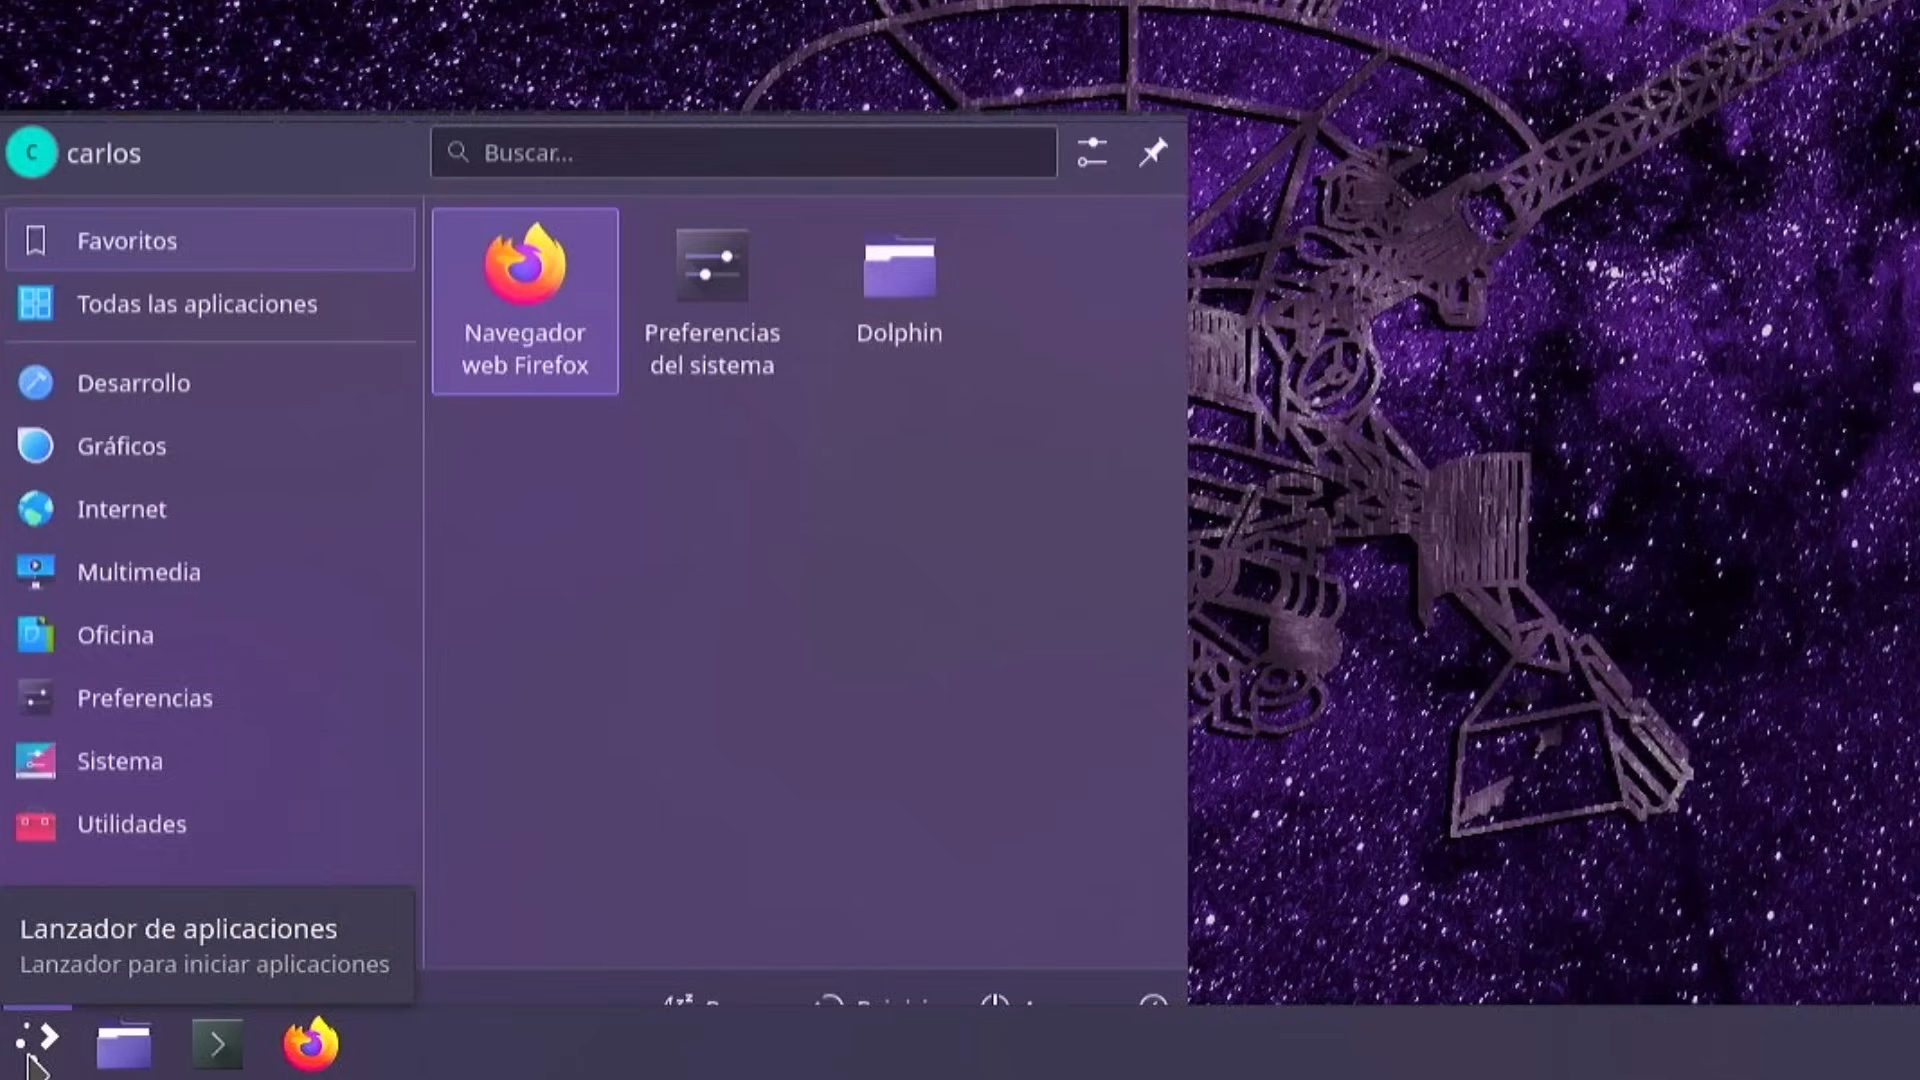 C carlos
Buscar...
Favoritos
Todas las aplicaciones
Desarrollo
Gráficos
Internet
Multimedia
Oficina
Preferencias
Sistema
Utilidades
Navegador
web Firefox
Preferencias
del sistema
Dolphin
Lanzador de aplicaciones
Lanzador para iniciar aplicaciones